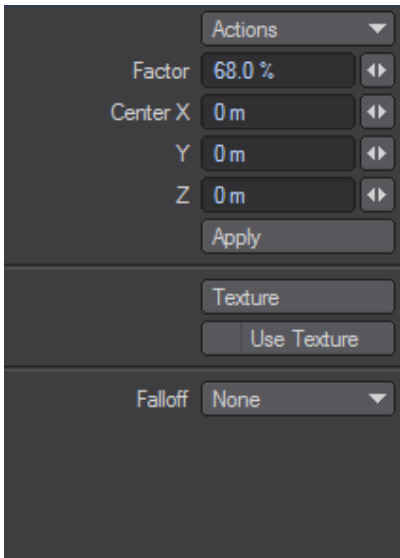 Actions
Factor 68.0 %
Center X 0 m
Y 0 m
Z 0 m
Apply
Texture
Use Texture
Falloff None